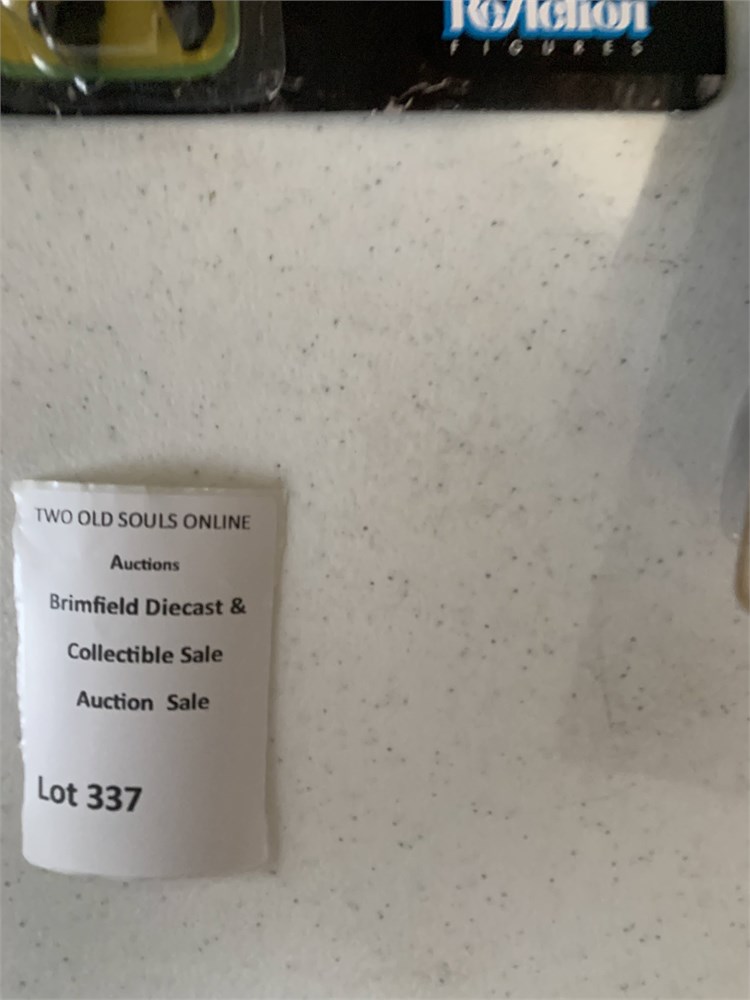 ReAction
FIGURES
TWO OLD SOULS ONLINE
Auctions
Brimfield Diecast &
Collectible Sale
Auction Sale
Lot 337